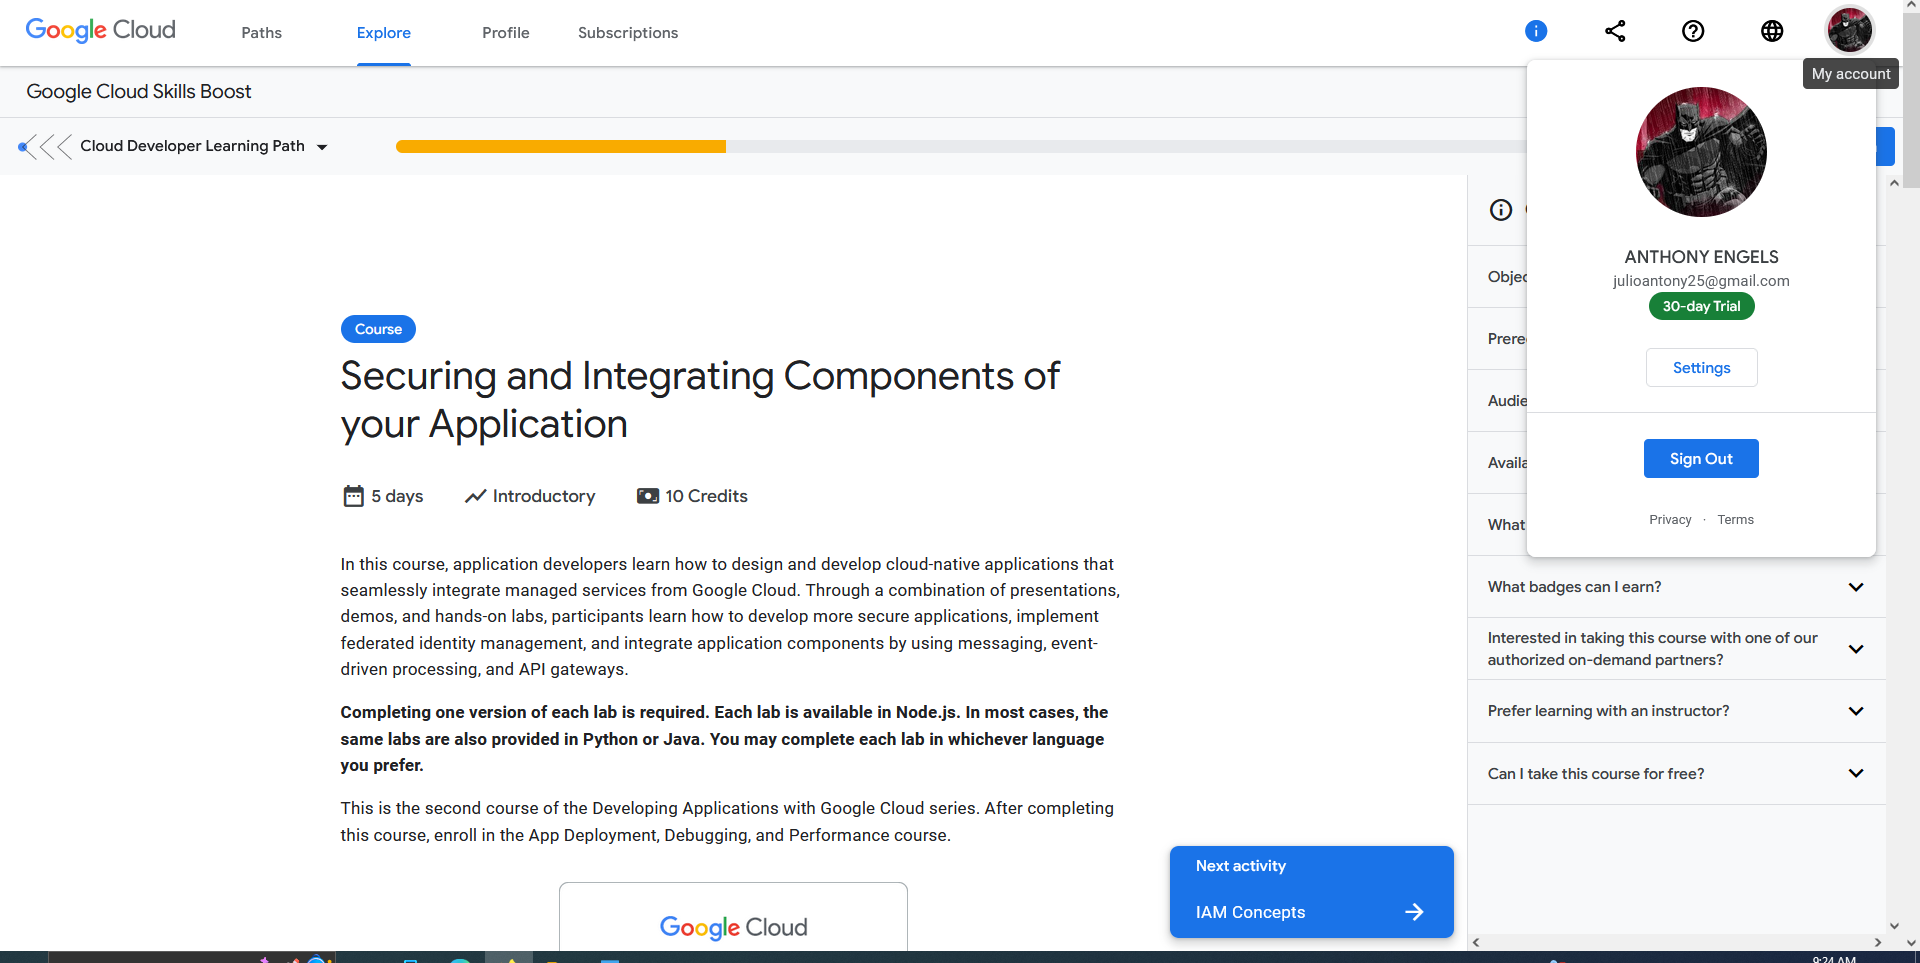 Google Cloud
Paths
Explore
Profile
Subscriptions
My account
Google Cloud Skills Boost
Cloud Developer Learning Path
Course
Securing and Integrating Components of
your Application
5 days
Introductory
10 Credits
In this course, application developers learn how to design and develop cloud-native applications that
seamlessly integrate managed services from Google Cloud. Through a combination of presentations,
demos, and hands-on labs, participants learn how to develop more secure applications, implement
federated identity management, and integrate application components by using messaging, event-
driven processing, and API gateways.
Completing one version of each lab is required. Each lab is available in Node.js. In most cases, the
same labs are also provided in Python or Java. You may complete each lab in whichever language
you prefer.
This is the second course of the Developing Applications with Google Cloud series. After completing
this course, enroll in the App Deployment, Debugging, and Performance course.
Google Cloud
Next activity
IAM Concepts
ANTHONY ENGELS
julioantony25@gmail.com
30-day Trial
Settings
Sign Out
Privacy · Terms
Objec
Prere
Audie
Availa
What
What badges can I earn?
Interested in taking this course with one of our
authorized on-demand partners?
Prefer learning with an instructor?
Can I take this course for free?
9:24 AM